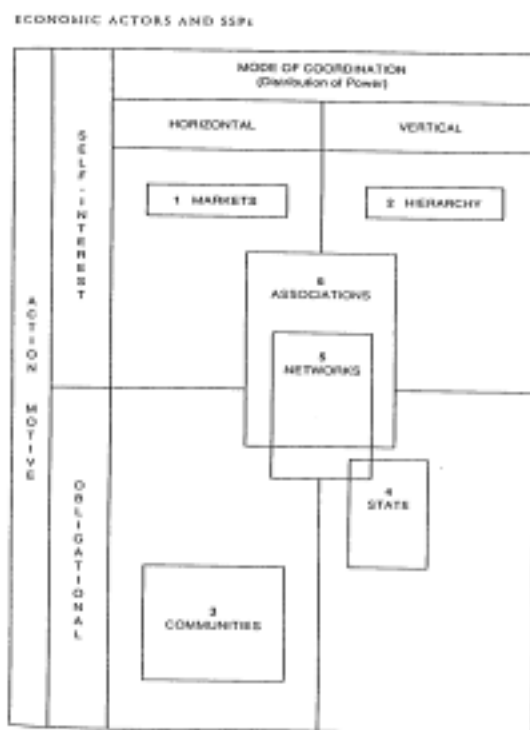 ECONOMIC ACTORS AND SSPs
MODE OF COORDINATION
(Distribution of Power)
HORIZONTAL
VERTICAL
ACTION MOTIVE
SELF-INTEREST
1 MARKETS
2 HIERARCHY
6
ASSOCIATIONS
5
NETWORKS
OBLIGATIONAL
4
STATE
3
COMMUNITIES